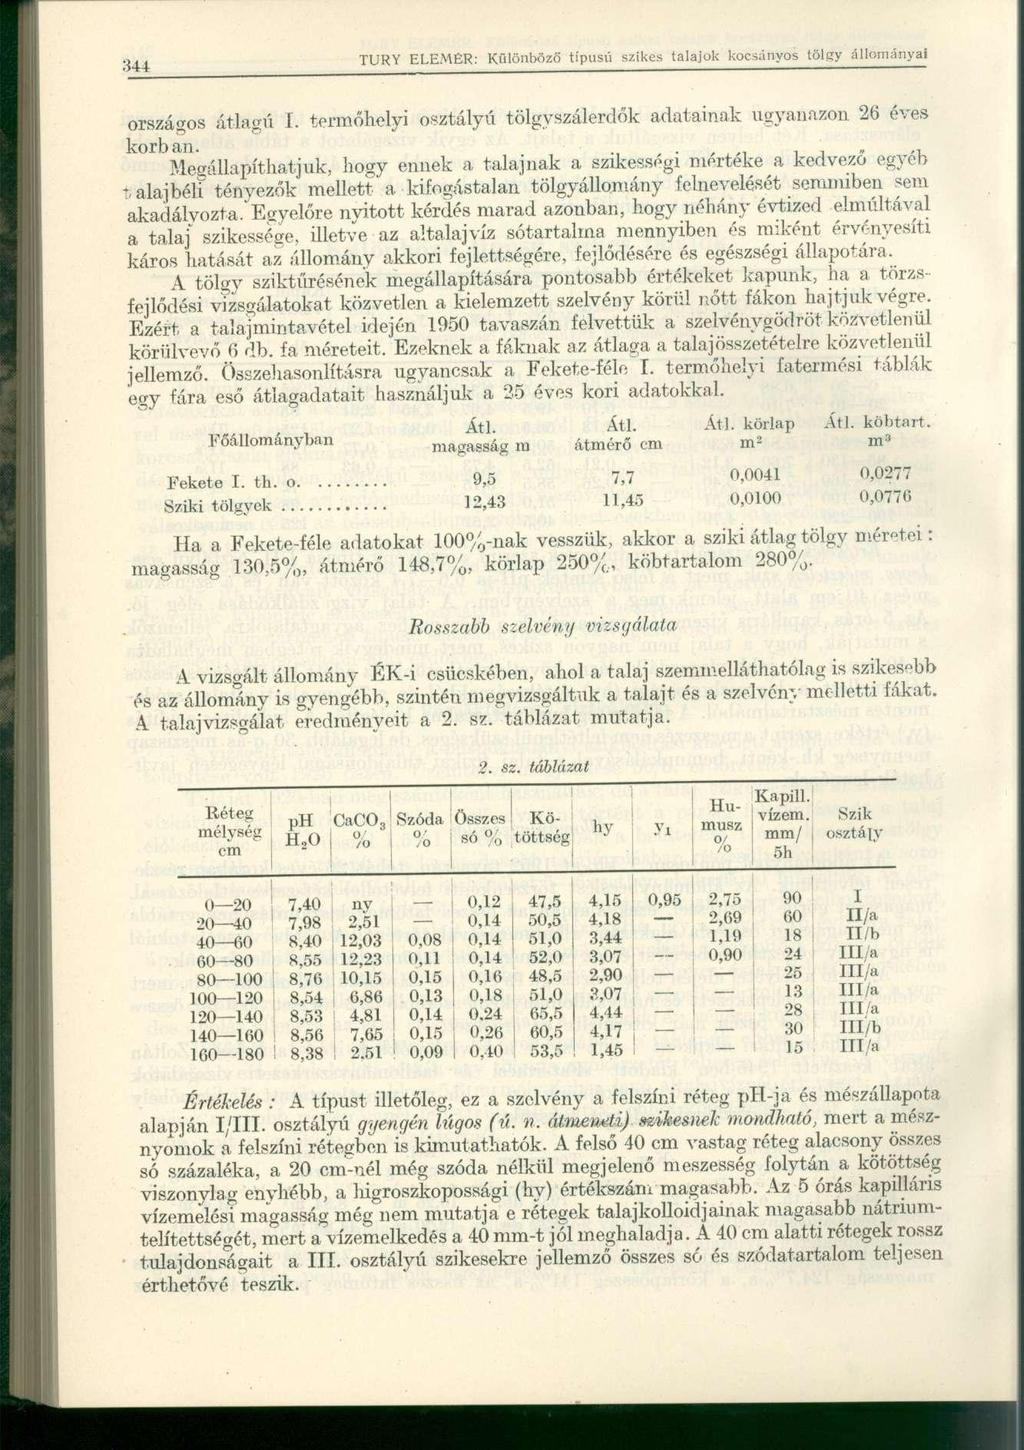 344 TURY ELEMÉR: Különböző típusú szikes talajok kocsányos tölgy állományai
országos átlagú I. termőhelyi osztályú tölgyszálerdők adatainak ugyanazon 26 éves
korban.
Megállapíthatjuk, hogy ennek a talajnak a szikességi mértéke a kedvező egyéb
talajbéli tényezők mellett a kifogástalan tölgyállomány felnevelését semmiben sem
akadályozta. Egyelőre nyitott kérdés marad azonban, hogy néhány évtized elmúltával
a talaj szikessége, illetve az altalajvíz sótartalma mennyiben és miként érvényesíti
káros hatását az állomány akkori fejlettségére, fejlődésére és egészségi állapotára.
A tölgy sziktűrésének megállapítására pontosabb értékeket kapunk, ha a törzs-
fejlődési vizsgálatokat közvetlen a kielemzett szelvény körül nőtt fákon hajtjuk végre.
Ezért a talajmintavétel idején 1950 tavaszán felvettük a szelvénygödröt közvetlenül
körülvevő 6 db. fa méreteit. Ezeknek a fáknak az átlaga a talajösszetételre közvetlenül
jellemző. Összehasonlításra ugyancsak a Fekete-féle I. termőhelyi fatermési táblák
egy fára eső átlagadatait használjuk a 25 éves kori adatokkal.
Főállományban Átl. magasság m Átl. átmérő cm Átl. körlap m² Átl. köbtart. m³
Fekete I. th. o. ......... 9,5 7,7 0,0041 0,0277
Sziki tölgyek ............ 12,43 11,45 0,0100 0,0776
Ha a Fekete-féle adatokat 100%-nak vesszük, akkor a sziki átlag tölgy méretei:
magasság 130,5%, átmérő 148,7%, körlap 250%, köbtartalom 280%.
Rosszabb szelvény vizsgálata
A vizsgált állomány ÉK-i csücskében, ahol a talaj szemmelláthatólag is szikesebb
és az állomány is gyengébb, szintén megvizsgáltuk a talajt és a szelvény melletti fákat.
A talajvizsgálat eredményeit a 2. sz. táblázat mutatja.
2. sz. táblázat
Réteg mélység cm | pH H₂O | CaCO₃ % | Szóda % | Összes só % | Kö-töttség | hy | y₁ | Hu-musz % | Kapill. vízem. mm/5h | Szik osztály
0—20 | 7,40 | ny | — | 0,12 | 47,5 | 4,15 | 0,95 | 2,75 | 90 | I
20—40 | 7,98 | 2,51 | — | 0,14 | 50,5 | 4,18 | — | 2,69 | 60 | II/a
40—60 | 8,40 | 12,03 | 0,08 | 0,14 | 51,0 | 3,44 | — | 1,19 | 18 | II/b
60—80 | 8,55 | 12,23 | 0,11 | 0,14 | 52,0 | 3,07 | — | 0,90 | 24 | III/a
80—100 | 8,76 | 10,15 | 0,15 | 0,16 | 48,5 | 2,90 | — | — | 25 | III/a
100—120 | 8,54 | 6,86 | 0,13 | 0,18 | 51,0 | 3,07 | — | — | 13 | III/a
120—140 | 8,53 | 4,81 | 0,14 | 0,24 | 65,5 | 4,44 | — | — | 28 | III/a
140—160 | 8,56 | 7,65 | 0,15 | 0,26 | 60,5 | 4,17 | — | — | 30 | III/b
160—180 | 8,38 | 2,51 | 0,09 | 0,40 | 53,5 | 1,45 | — | — | 15 | III/a
Értékelés: A típust illetőleg, ez a szelvény a felszíni réteg pH-ja és mészállapota
alapján I/III. osztályú gyengén lúgos (ú. n. átmeneti) szikesnek mondható, mert a mész-
nyomok a felszíni rétegben is kimutathatók. A felső 40 cm vastag réteg alacsony összes
só százaléka, a 20 cm-nél még szóda nélkül megjelenő meszesség folytán a kötöttség
viszonylag enyhébb, a higroszkopossági (hy) értékszám magasabb. Az 5 órás kapilláris
vízemelési magasság még nem mutatja e rétegek talajkolloidjainak magasabb nátrium-
telítettségét, mert a vízemelkedés a 40 mm-t jól meghaladja. A 40 cm alatti rétegek rossz
tulajdonságait a III. osztályú szikesekre jellemző összes só és szódatartalom teljesen
érthetővé teszik.